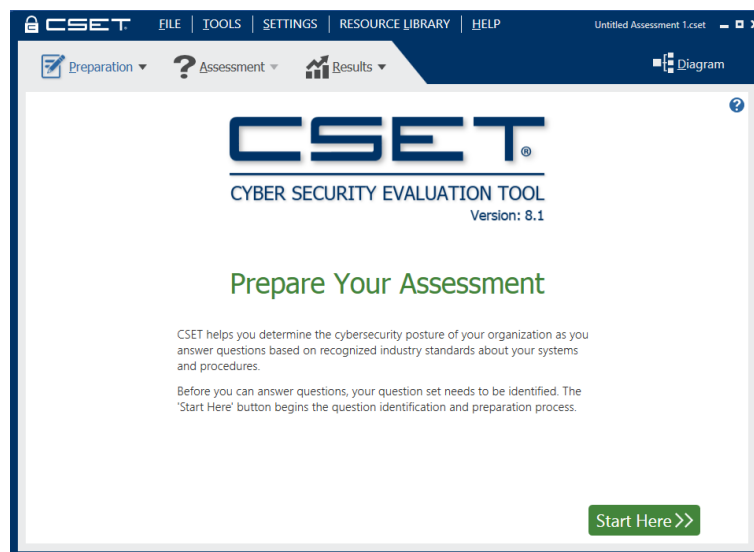 CSET. FILE | TOOLS | SETTINGS | RESOURCE LIBRARY | HELP Untitled Assessment 1.cset
Preparation Assessment Results Diagram
CSET®
CYBER SECURITY EVALUATION TOOL
Version: 8.1
Prepare Your Assessment
CSET helps you determine the cybersecurity posture of your organization as you
answer questions based on recognized industry standards about your systems
and procedures.
Before you can answer questions, your question set needs to be identified. The
'Start Here' button begins the question identification and preparation process.
Start Here >>